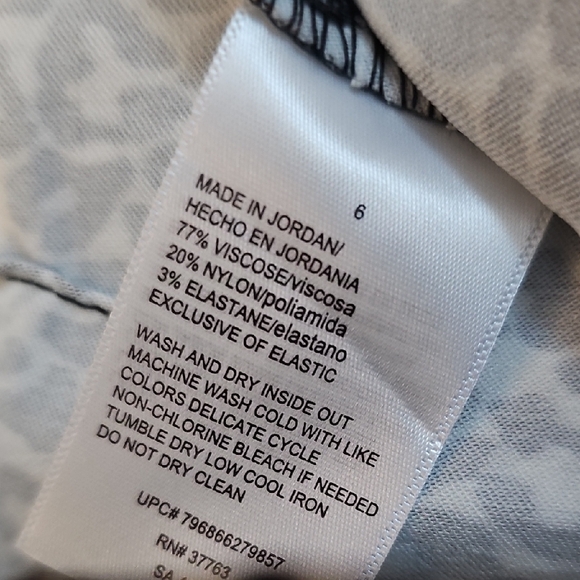 6
MADE IN JORDAN/
HECHO EN JORDANIA
77% VISCOSE/viscosa
20% NYLON/poliamida
3% ELASTANE/elastano
EXCLUSIVE OF ELASTIC
WASH AND DRY INSIDE OUT
MACHINE WASH COLD WITH LIKE
COLORS DELICATE CYCLE
NON-CHLORINE BLEACH IF NEEDED
TUMBLE DRY LOW COOL IRON
DO NOT DRY CLEAN
UPC# 796866279857
RN# 37763